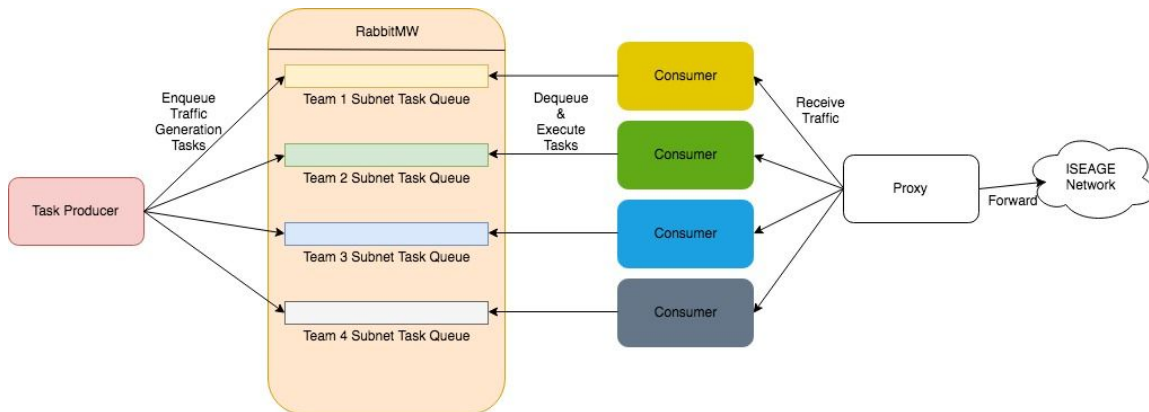 RabbitMW
Enqueue
Traffic
Generation
Tasks
Task Producer
Team 1 Subnet Task Queue
Team 2 Subnet Task Queue
Team 3 Subnet Task Queue
Team 4 Subnet Task Queue
Dequeue
&
Execute
Tasks
Consumer
Consumer
Consumer
Consumer
Receive
Traffic
Proxy
Forward
ISEAGE
Network